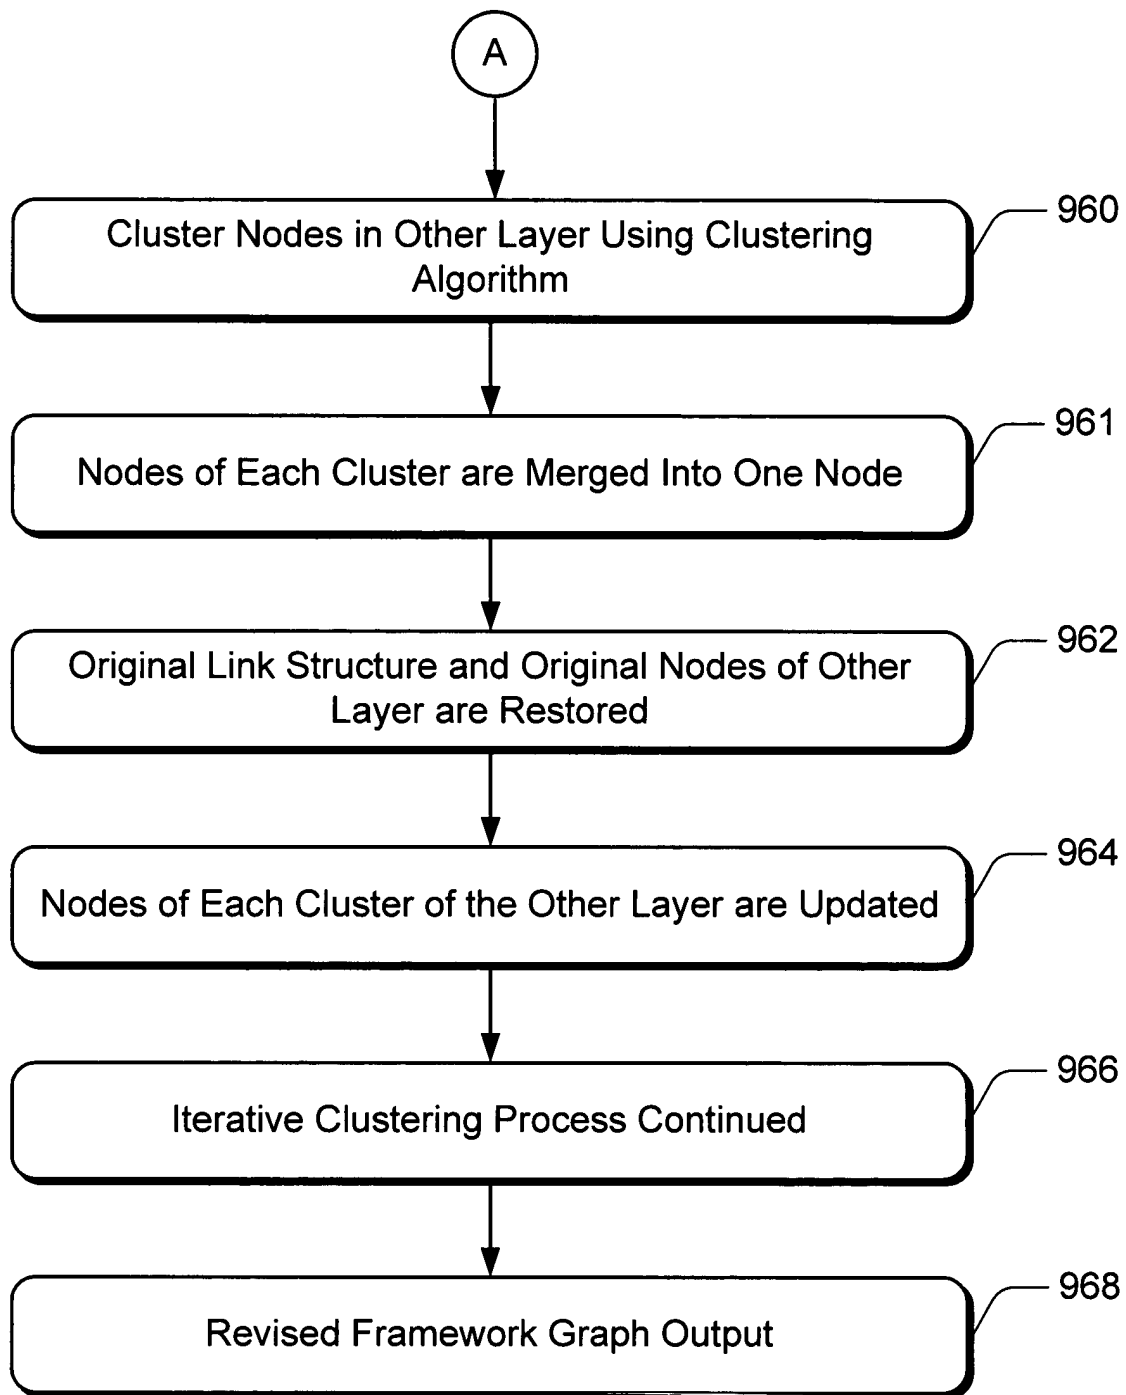 A
Cluster Nodes in Other Layer Using Clustering
Algorithm
960
Nodes of Each Cluster are Merged Into One Node
961
Original Link Structure and Original Nodes of Other
Layer are Restored
962
Nodes of Each Cluster of the Other Layer are Updated
964
Iterative Clustering Process Continued
966
Revised Framework Graph Output
968